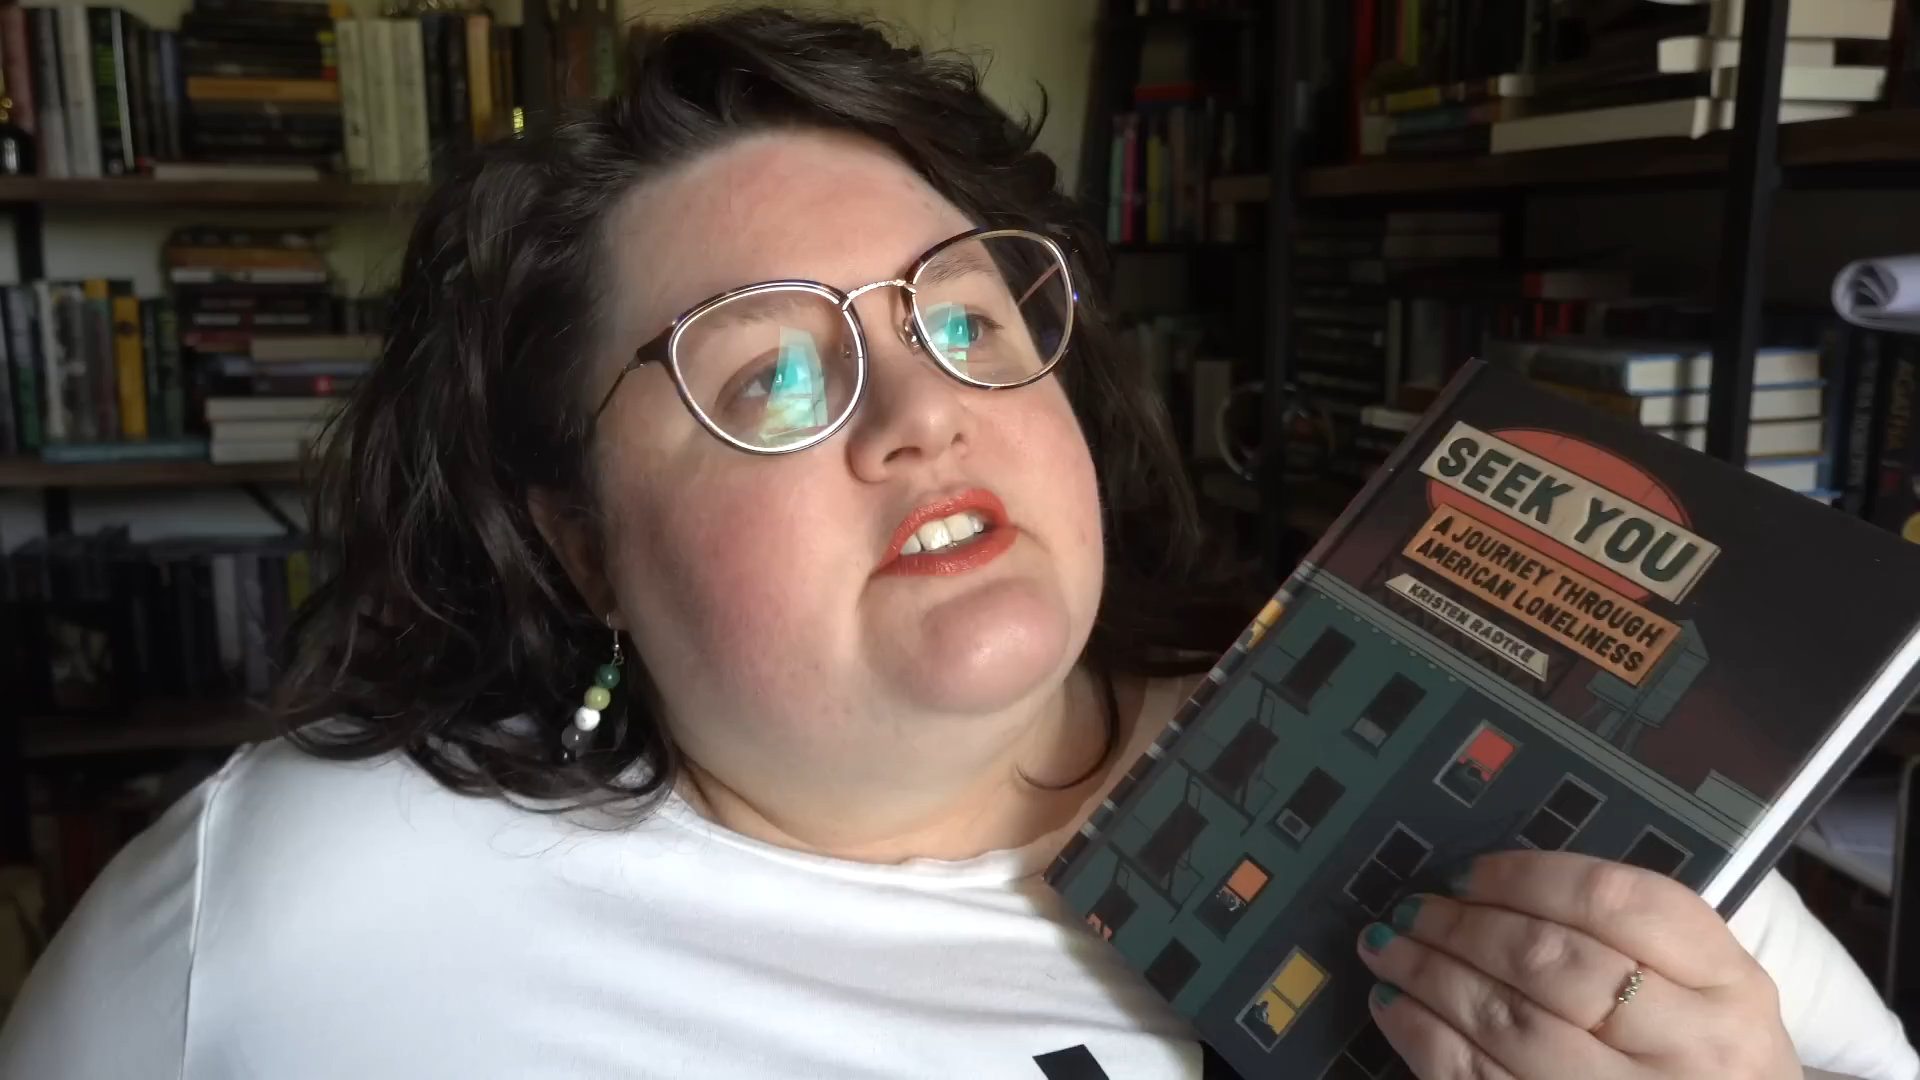 SEEK YOU
A JOURNEY THROUGH
AMERICAN LONELINESS
KRISTEN RADTKE